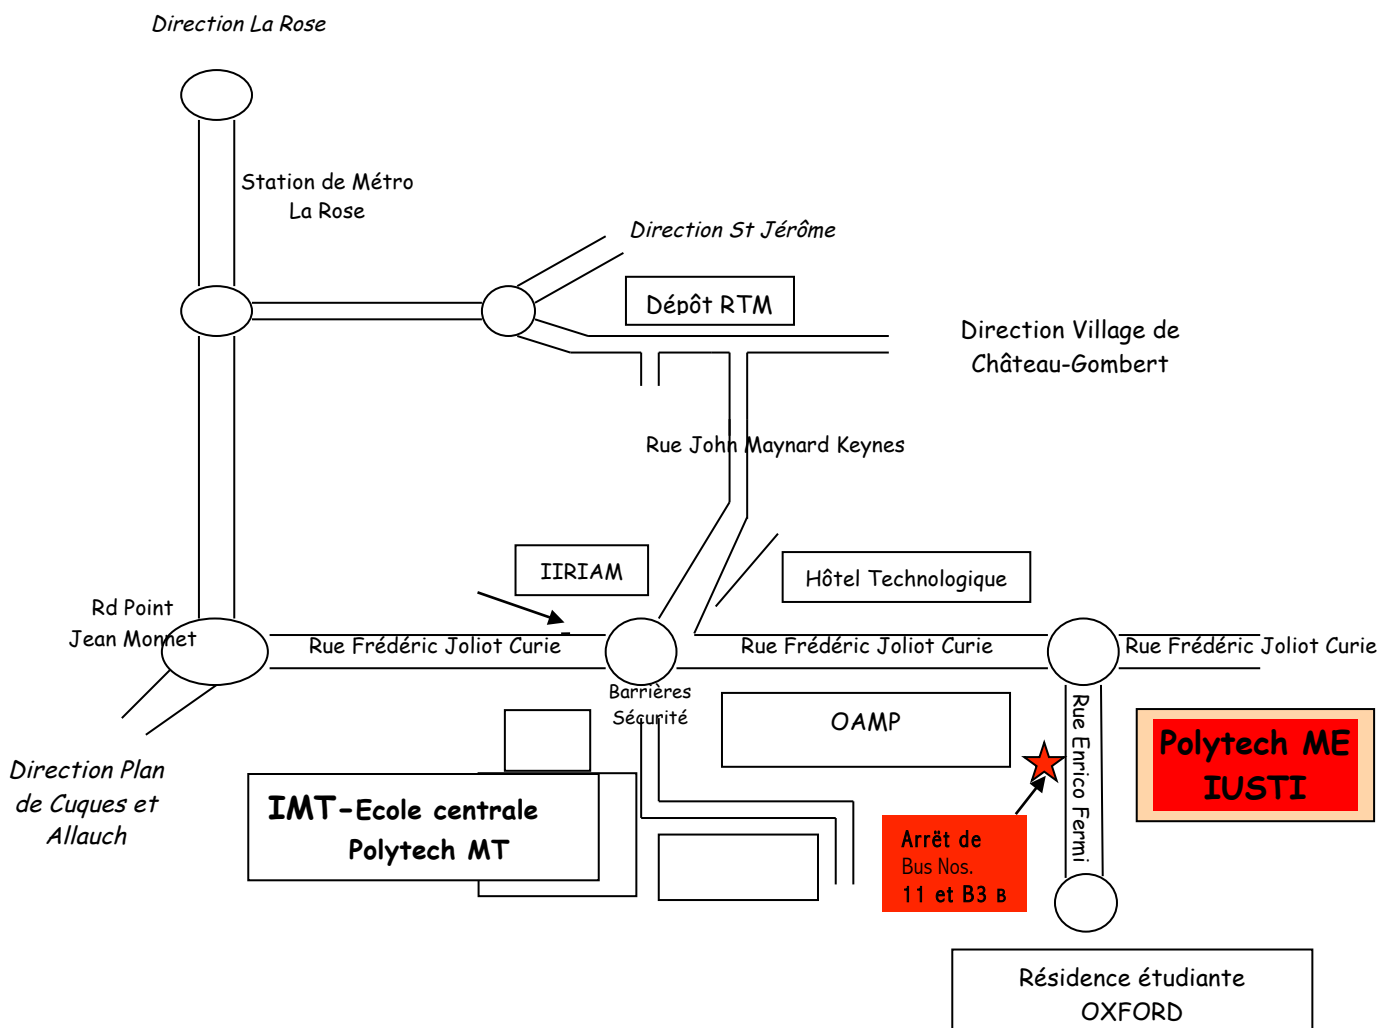 Direction La Rose
Station de Métro
La Rose
Direction St Jérôme
Dépôt RTM
Direction Village de
Château-Gombert
Rue John Maynard Keynes
IIRIAM
Hôtel Technologique
Rd Point
Jean Monnet
Rue Frédéric Joliot Curie
Rue Frédéric Joliot Curie
Rue Frédéric Joliot Curie
Barrières
Sécurité
OAMP
Rue Enrico Fermi
Polytech ME
IUSTI
Direction Plan
de Cuques et
Allauch
IMT-Ecole centrale
Polytech MT
Arrët de
Bus Nos.
11 et B3 B
Résidence étudiante
OXFORD